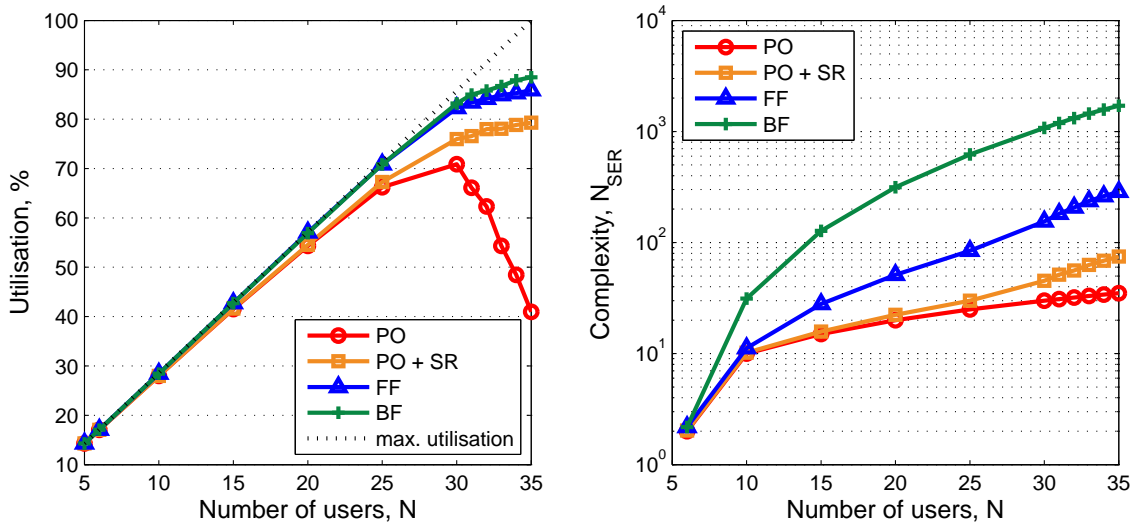 100
90
80
70
60
50
40
30
20
10
5
10
15
20
25
30
35
Utilisation, %
Number of users, N
PO
PO + SR
FF
BF
max. utilisation
10^4
10^3
10^2
10^1
10^0
5
10
15
20
25
30
35
Complexity, N_SER
Number of users, N
PO
PO + SR
FF
BF